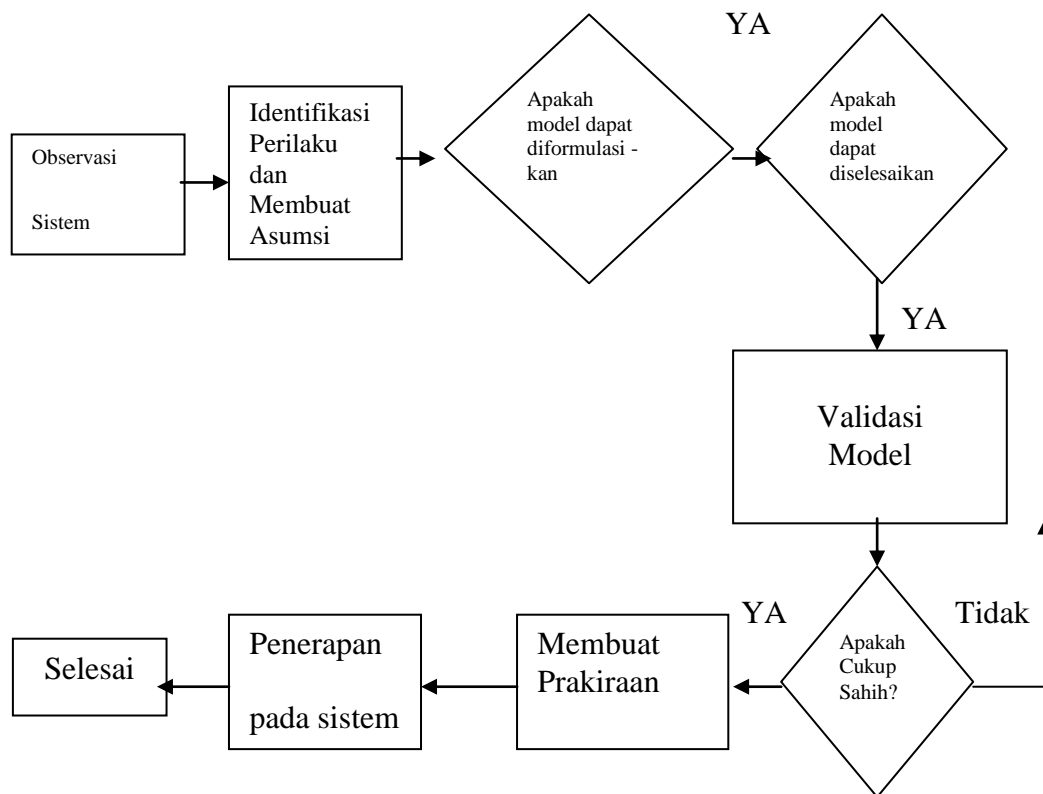 Observasi
Sistem
Identifikasi
Perilaku
dan
Membuat
Asumsi
Apakah
model dapat
diformulasi -
kan
YA
Apakah
model
dapat
diselesaikan
YA
Validasi
Model
Apakah
Cukup
Sahih?
Tidak
YA
Membuat
Prakiraan
Penerapan
pada sistem
Selesai